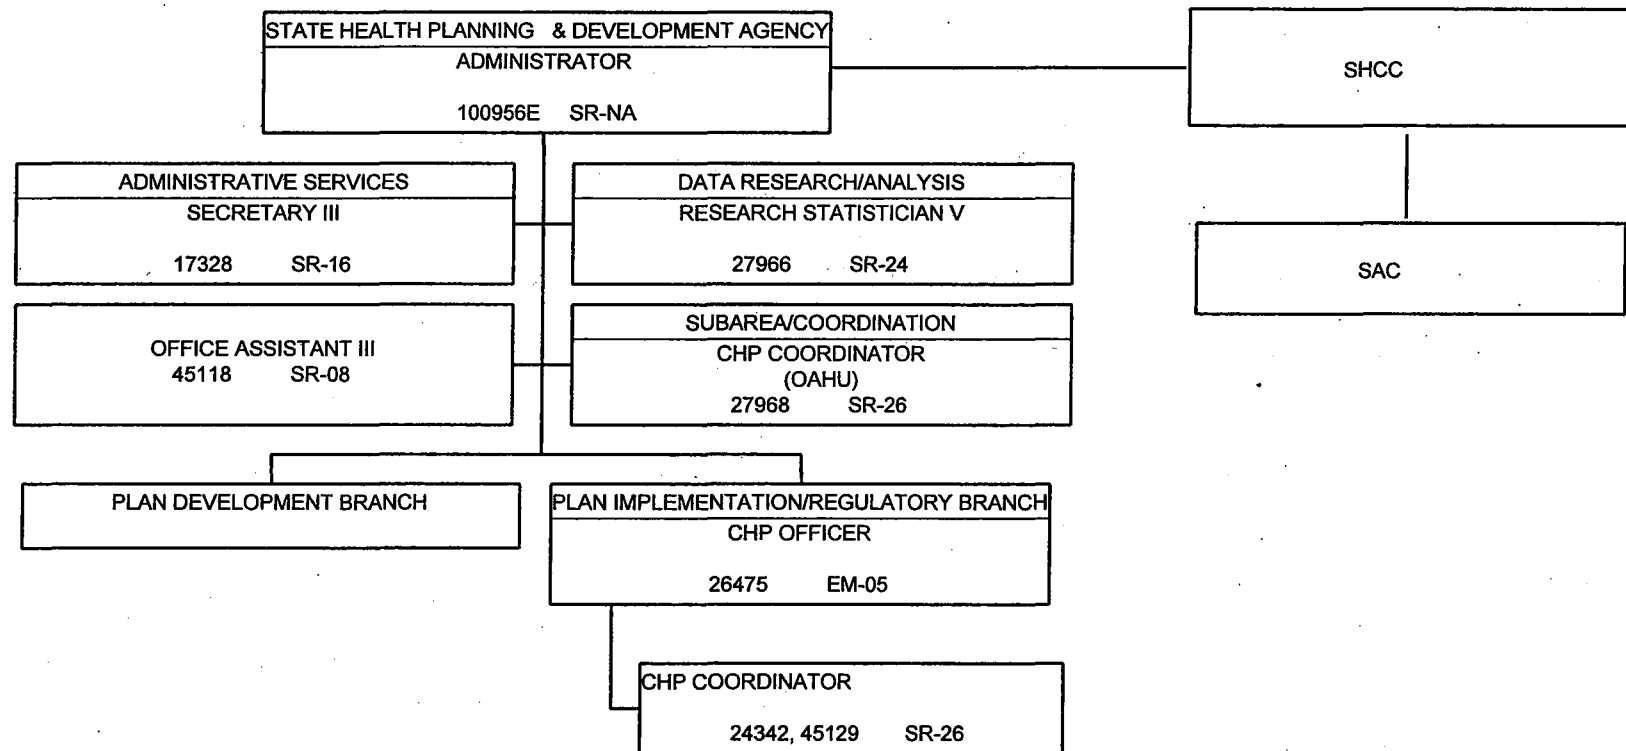 STATE HEALTH PLANNING & DEVELOPMENT AGENCY
ADMINISTRATOR
100956E SR-NA
SHCC
SAC
ADMINISTRATIVE SERVICES
SECRETARY III
17328 SR-16
DATA RESEARCH/ANALYSIS
RESEARCH STATISTICIAN V
27966 SR-24
OFFICE ASSISTANT III
45118 SR-08
SUBAREA/COORDINATION
CHP COORDINATOR
(OAHU)
27968 SR-26
PLAN DEVELOPMENT BRANCH
PLAN IMPLEMENTATION/REGULATORY BRANCH
CHP OFFICER
26475 EM-05
CHP COORDINATOR
24342, 45129 SR-26